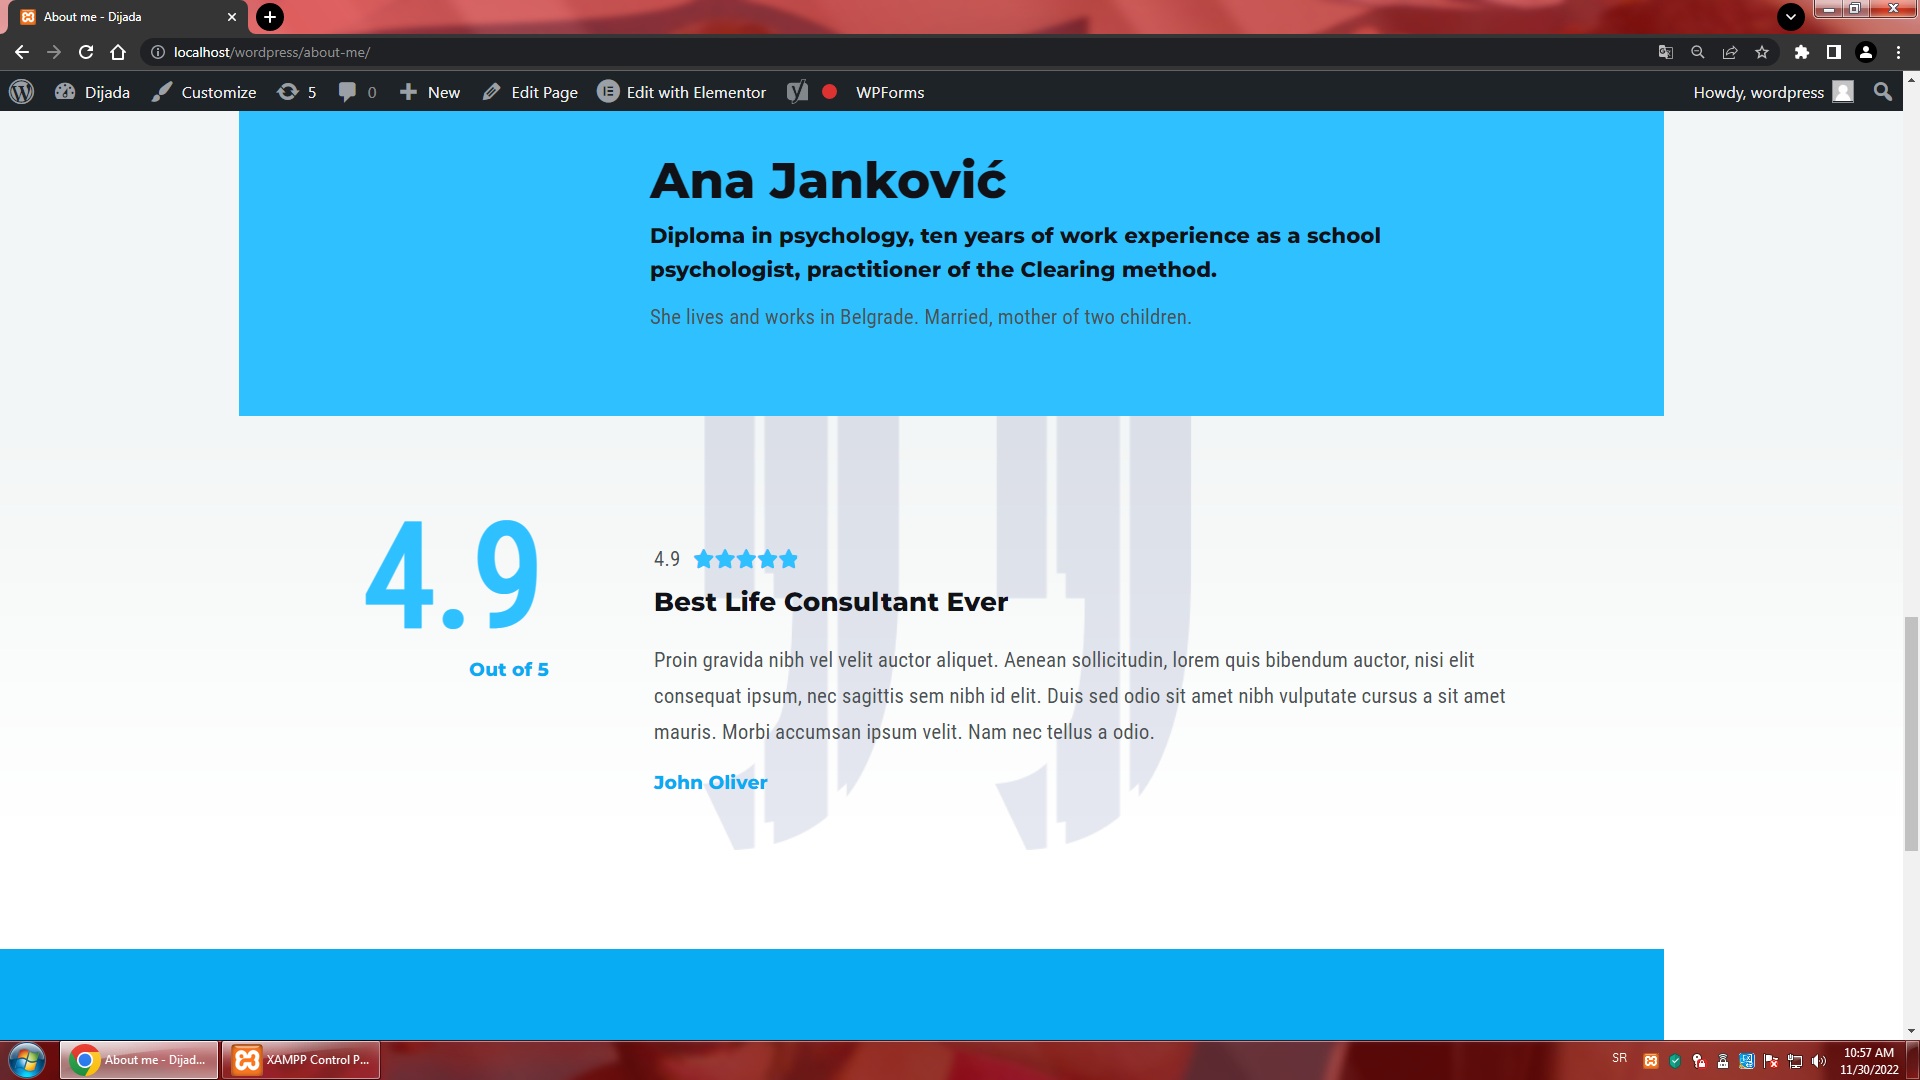 About me - Dijada
localhost/wordpress/about-me/
Dijada Customize 5 0 New Edit Page Edit with Elementor WPForms Howdy, wordpress
Ana Janković
Diploma in psychology, ten years of work experience as a school
psychologist, practitioner of the Clearing method.
She lives and works in Belgrade. Married, mother of two children.
4.9
Out of 5
4.9
Best Life Consultant Ever
Proin gravida nibh vel velit auctor aliquet. Aenean sollicitudin, lorem quis bibendum auctor, nisi elit
consequat ipsum, nec sagittis sem nibh id elit. Duis sed odio sit amet nibh vulputate cursus a sit amet
mauris. Morbi accumsan ipsum velit. Nam nec tellus a odio.
John Oliver
About me - Dijad... XAMPP Control P... SR 10:57 AM
11/30/2022